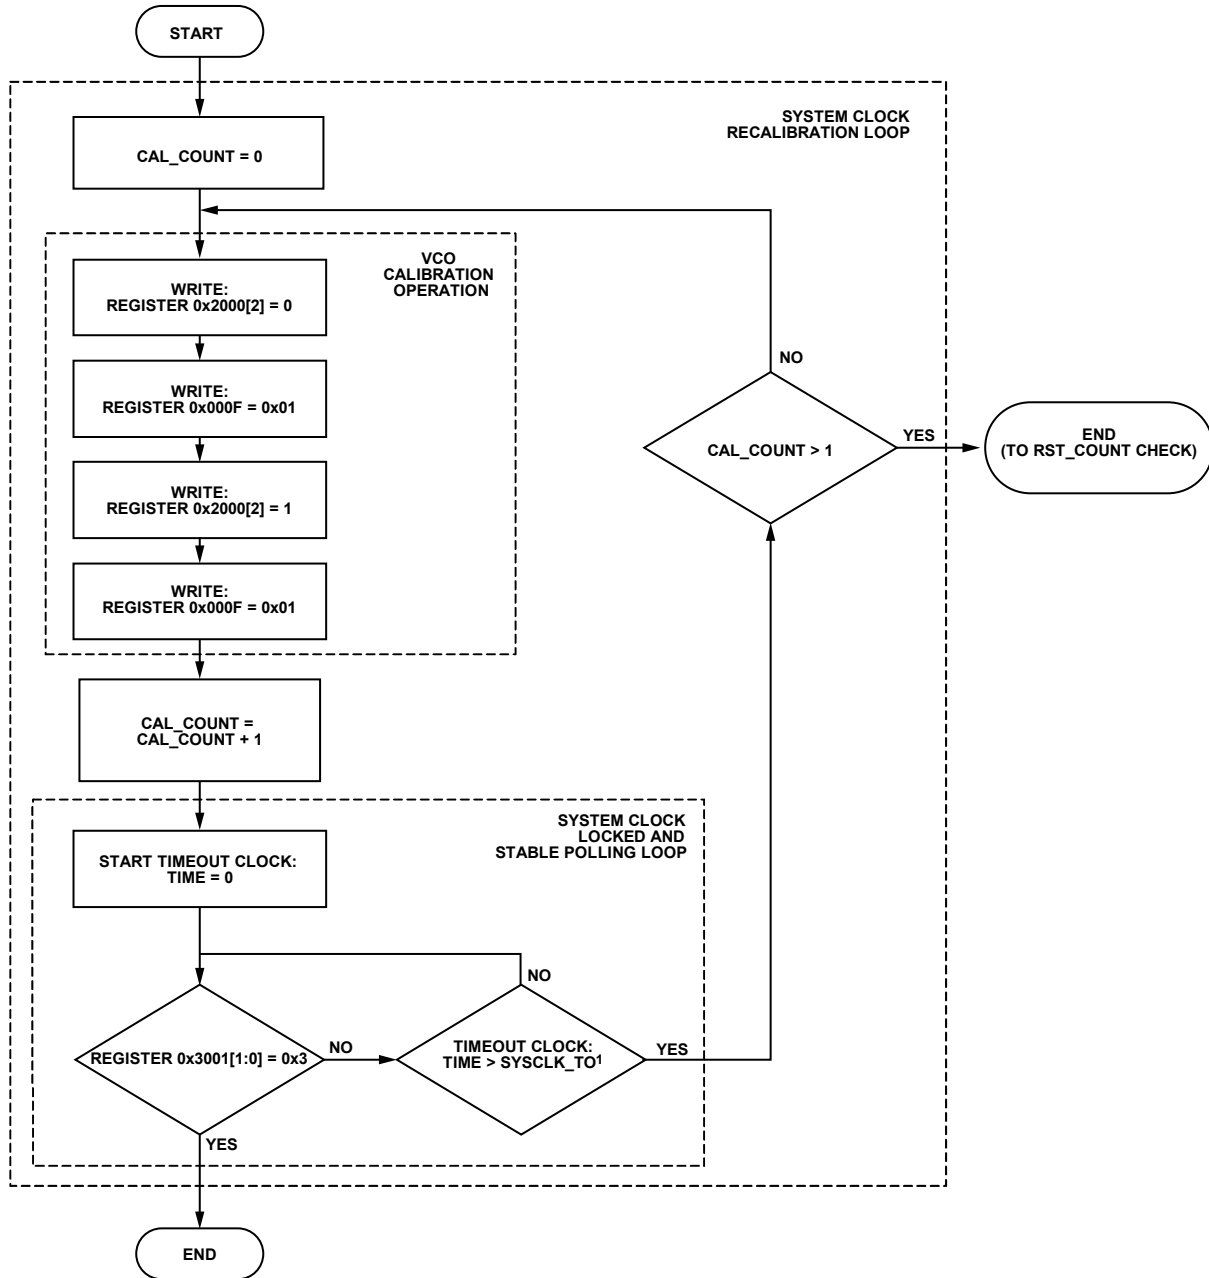 START
SYSTEM CLOCK
RECALIBRATION LOOP
CAL_COUNT = 0
VCO
CALIBRATION
OPERATION
WRITE:
REGISTER 0x2000[2] = 0
NO
WRITE:
REGISTER 0x000F = 0x01
CAL_COUNT > 1
YES
END
(TO RST_COUNT CHECK)
WRITE:
REGISTER 0x2000[2] = 1
WRITE:
REGISTER 0x000F = 0x01
CAL_COUNT =
CAL_COUNT + 1
SYSTEM CLOCK
LOCKED AND
STABLE POLLING LOOP
START TIMEOUT CLOCK:
TIME = 0
NO
REGISTER 0x3001[1:0] = 0x3
NO
TIMEOUT CLOCK:
TIME > SYSCLK_TO¹
YES
YES
END